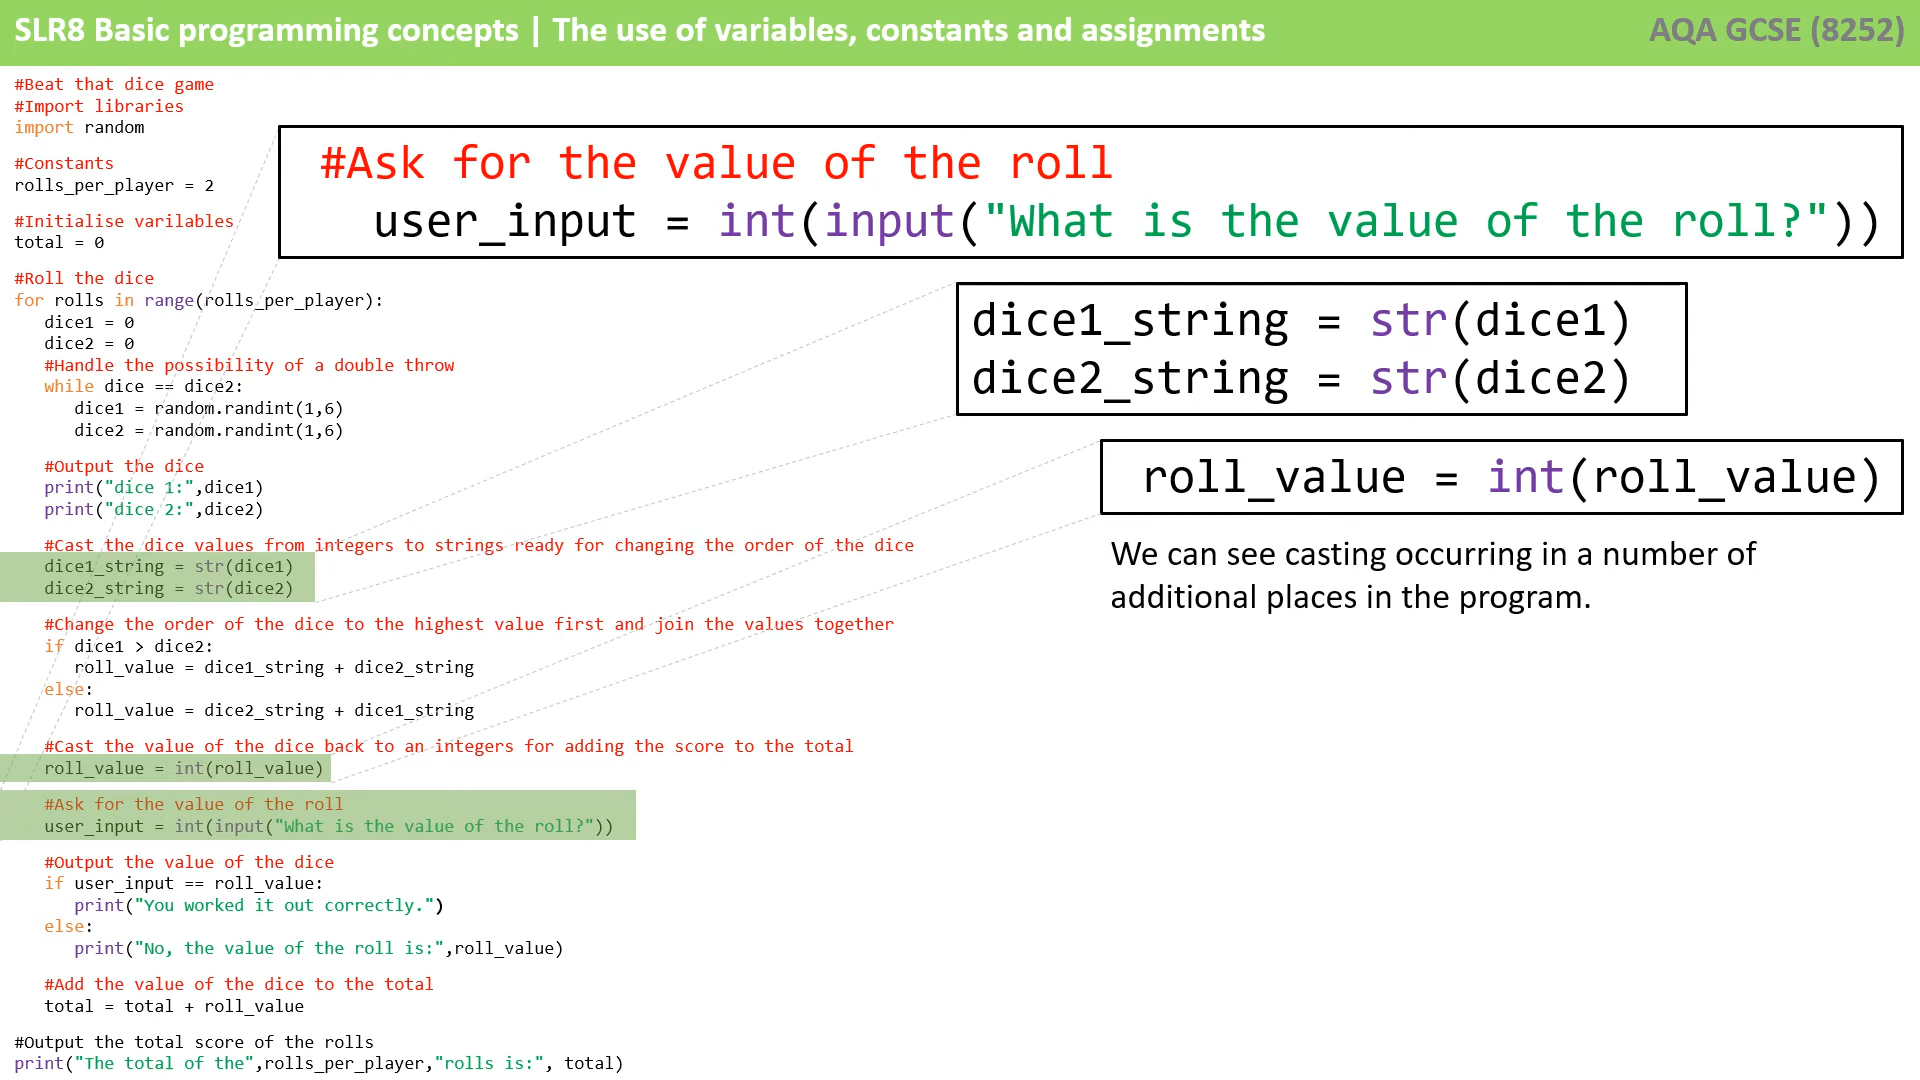 SLR8 Basic programming concepts | The use of variables, constants and assignments
AQA GCSE (8252)
#Beat that dice game
#Import libraries
import random
#Constants
rolls_per_player = 2
#Initialise varilables
total = 0
#Roll the dice
for rolls in range(rolls_per_player):
   dice1 = 0
   dice2 = 0
   #Handle the possibility of a double throw
   while dice == dice2:
      dice1 = random.randint(1,6)
      dice2 = random.randint(1,6)
   #Output the dice
   print("dice 1:",dice1)
   print("dice 2:",dice2)
   #Cast the dice values from integers to strings ready for changing the order of the dice
   dice1_string = str(dice1)
   dice2_string = str(dice2)
   #Change the order of the dice to the highest value first and join the values together
   if dice1 > dice2:
      roll_value = dice1_string + dice2_string
   else:
      roll_value = dice2_string + dice1_string
   #Cast the value of the dice back to an integers for adding the score to the total
   roll_value = int(roll_value)
   #Ask for the value of the roll
   user_input = int(input("What is the value of the roll?"))
   #Output the value of the dice
   if user_input == roll_value:
      print("You worked it out correctly.")
   else:
      print("No, the value of the roll is:",roll_value)
   #Add the value of the dice to the total
   total = total + roll_value
#Output the total score of the rolls
print("The total of the",rolls_per_player,"rolls is:", total)
#Ask for the value of the roll
  user_input = int(input("What is the value of the roll?"))
dice1_string = str(dice1)
dice2_string = str(dice2)
roll_value = int(roll_value)
We can see casting occurring in a number of
additional places in the program.